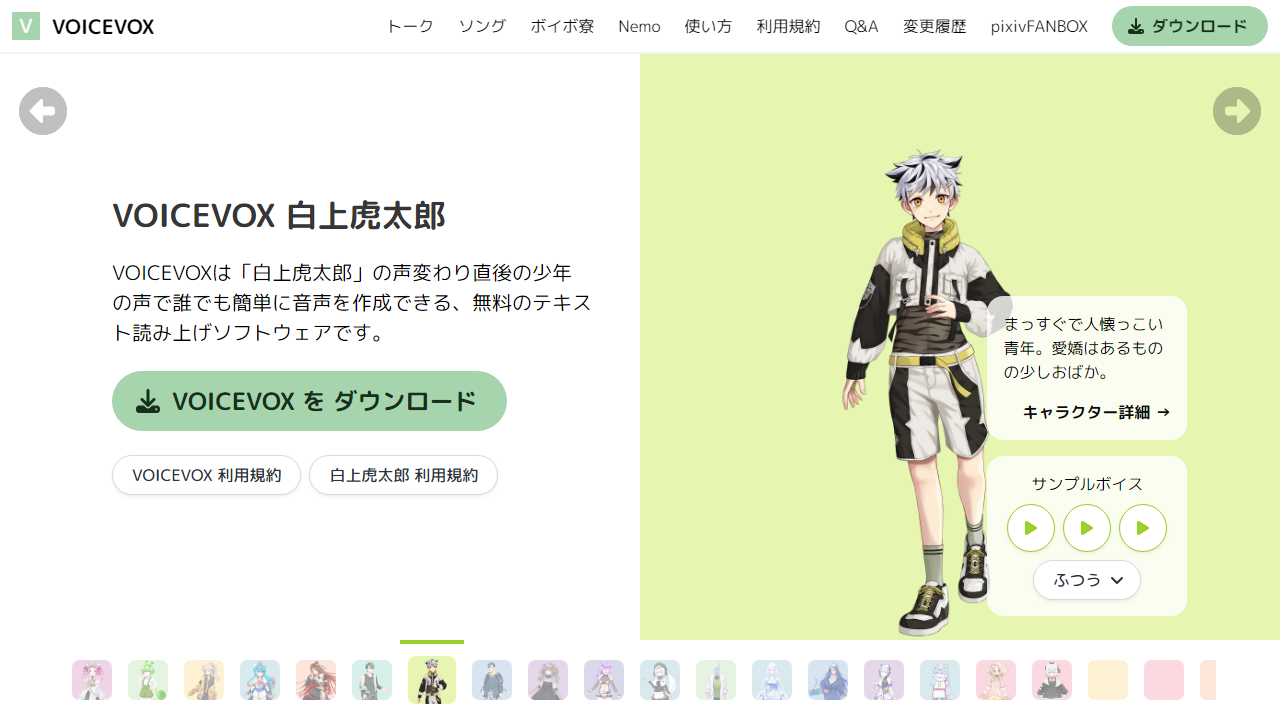 V VOICEVOX
トーク ソング ボイボ寮 Nemo 使い方 利用規約 Q&A 変更履歴 pixivFANBOX ダウンロード
VOICEVOX 白上虎太郎
VOICEVOXは「白上虎太郎」の声変わり直後の少年
の声で誰でも簡単に音声を作成できる、無料のテキス
ト読み上げソフトウェアです。
VOICEVOX を ダウンロード
VOICEVOX 利用規約
白上虎太郎 利用規約
まっすぐで人懐っこい
青年。愛嬌はあるもの
の少しおばか。
キャラクター詳細 →
サンプルボイス
ふつう